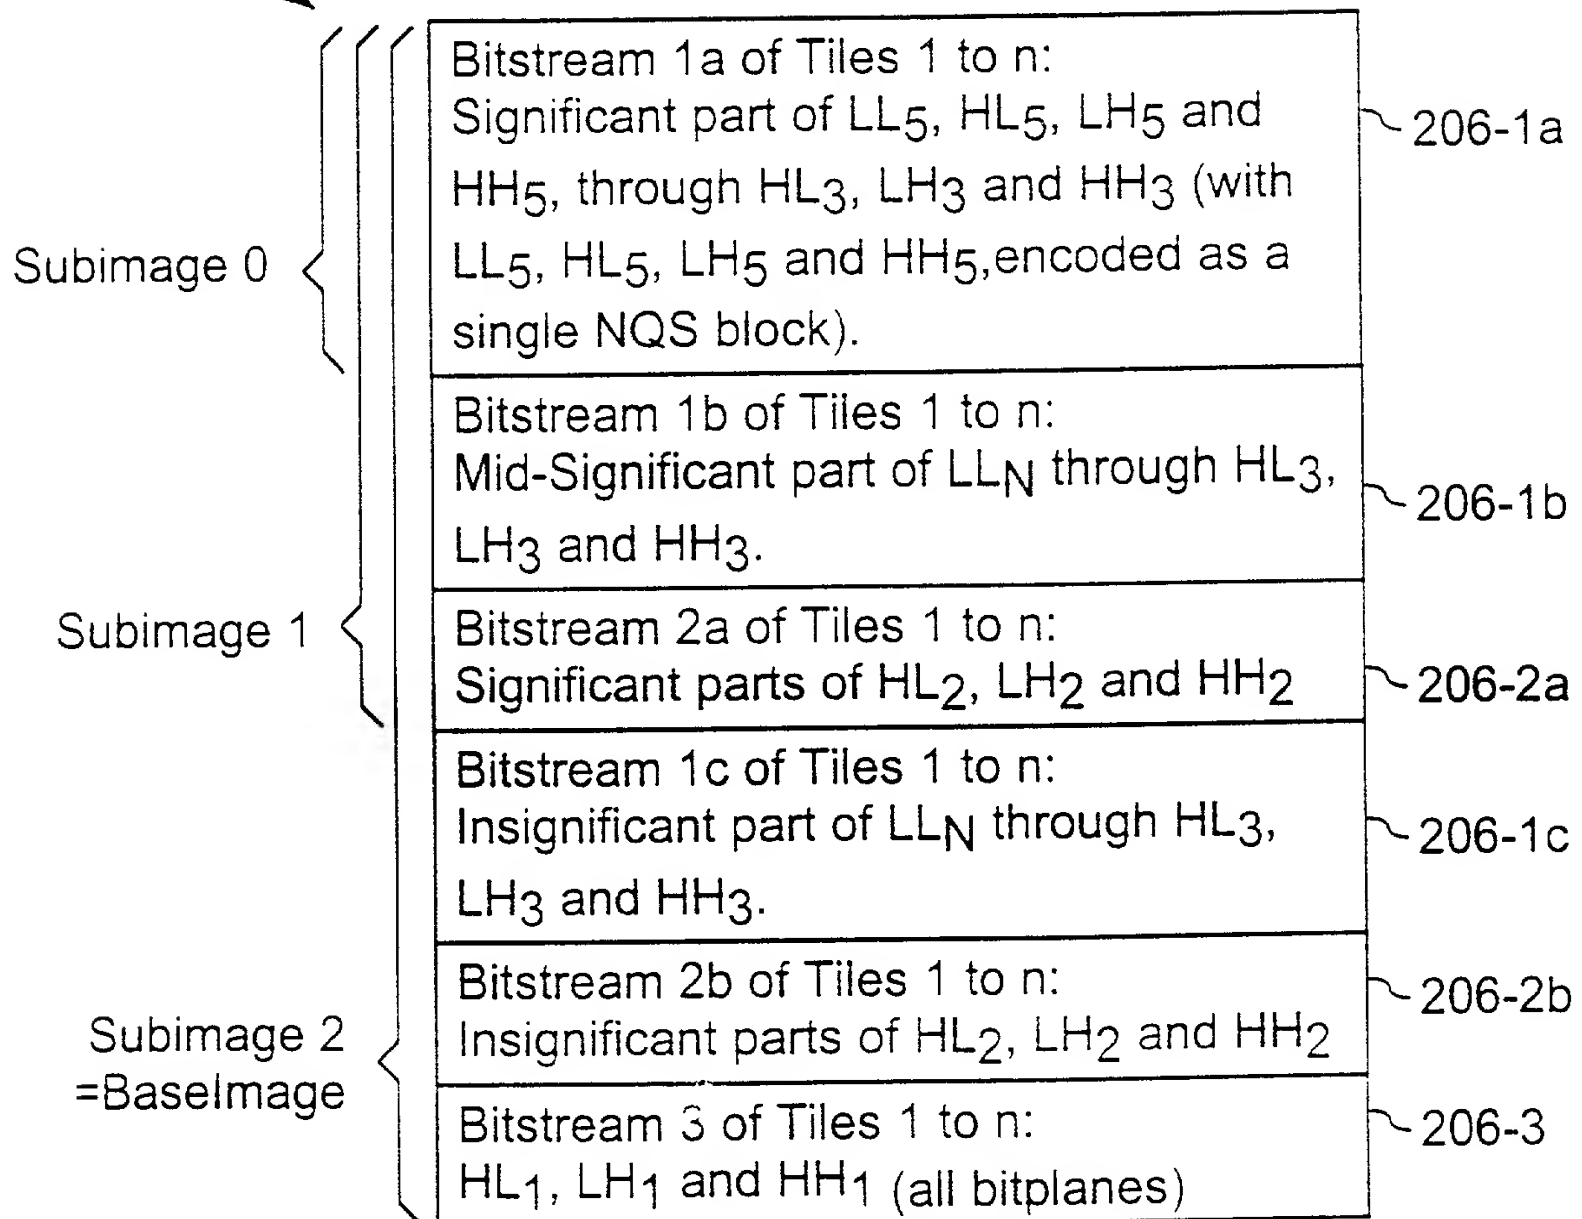 Bitstream 1a of Tiles 1 to n:
Significant part of LL5, HL5, LH5 and
HH5, through HL3, LH3 and HH3 (with
LL5, HL5, LH5 and HH5,encoded as a
single NQS block).
206-1a
Subimage 0
Bitstream 1b of Tiles 1 to n:
Mid-Significant part of LLN through HL3,
LH3 and HH3.
206-1b
Subimage 1
Bitstream 2a of Tiles 1 to n:
Significant parts of HL2, LH2 and HH2
206-2a
Bitstream 1c of Tiles 1 to n:
Insignificant part of LLN through HL3,
LH3 and HH3.
206-1c
Bitstream 2b of Tiles 1 to n:
Insignificant parts of HL2, LH2 and HH2
206-2b
Subimage 2
=BaseImage
Bitstream 3 of Tiles 1 to n:
HL1, LH1 and HH1 (all bitplanes)
206-3